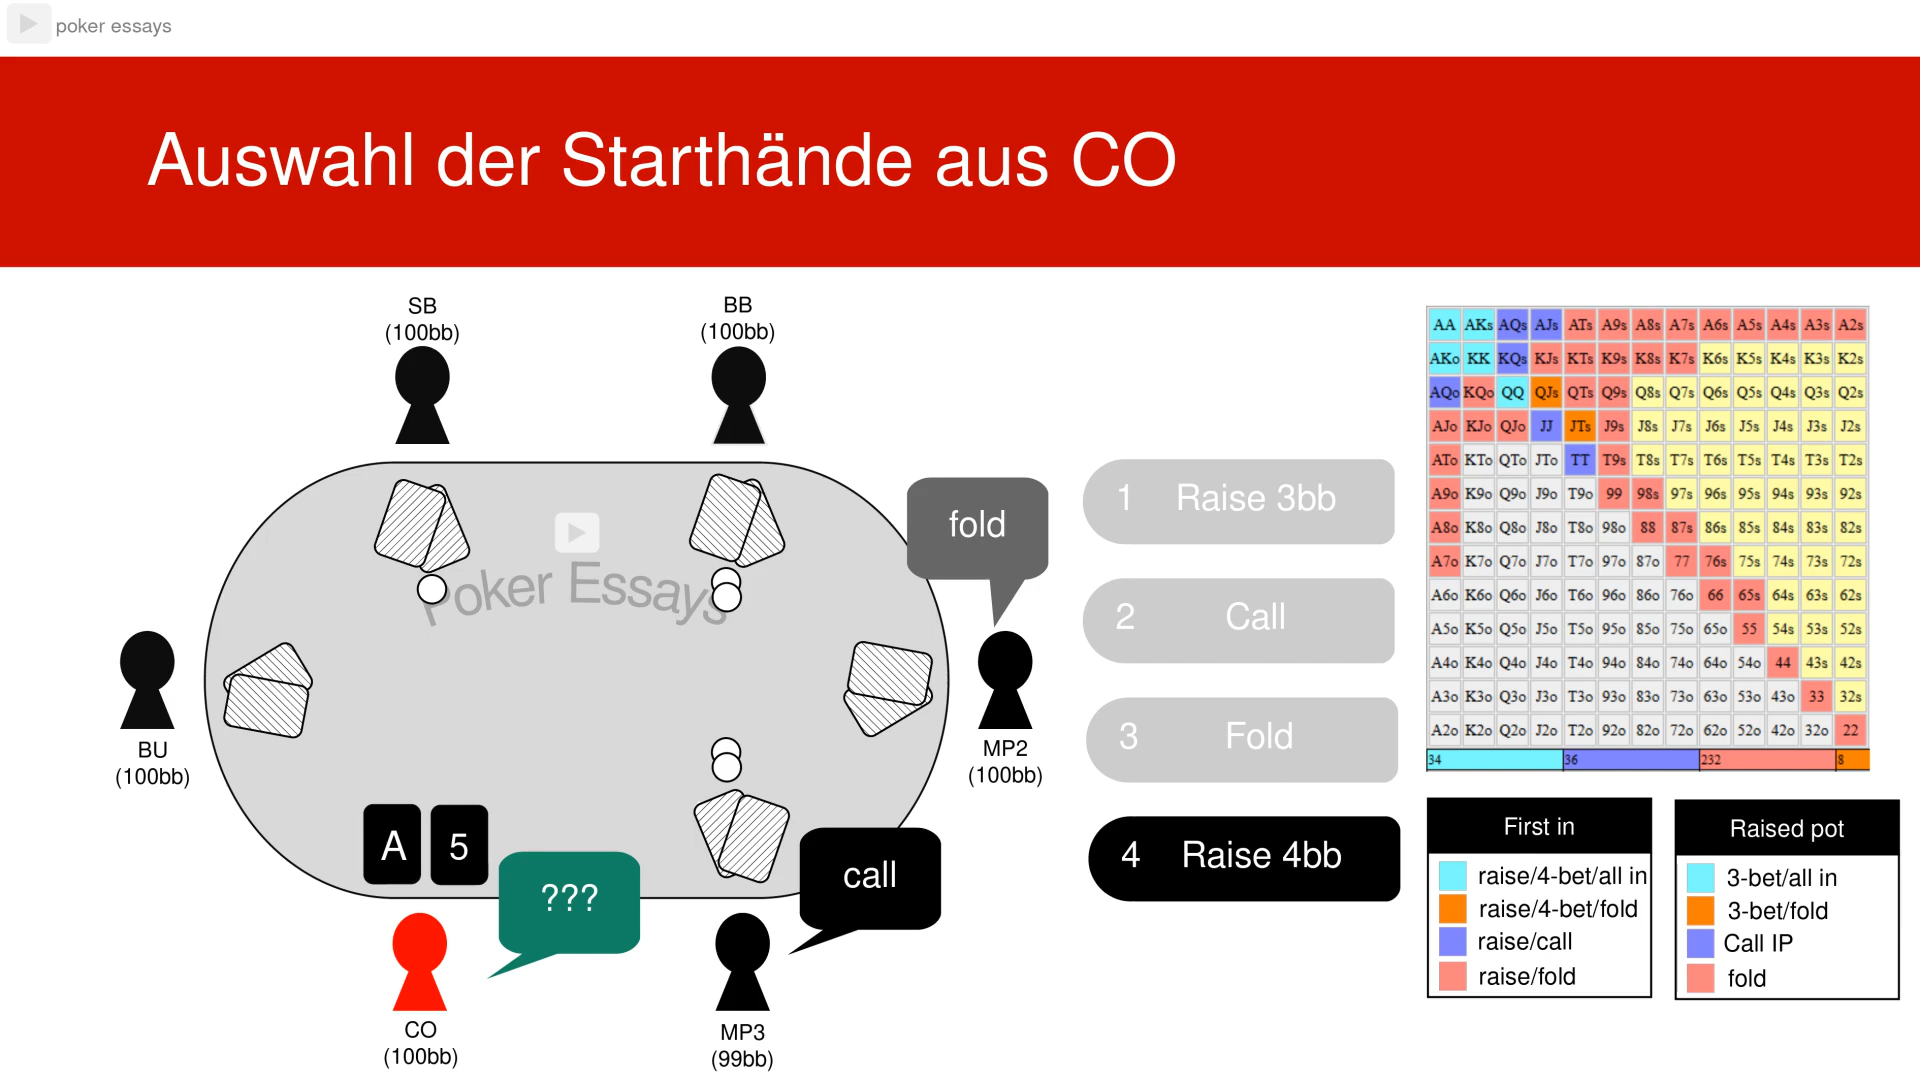 poker essays
Auswahl der Starthände aus CO
SB
(100bb)
BB
(100bb)
fold
Poker Essays
BU
(100bb)
MP2
(100bb)
A 5
???
call
CO
(100bb)
MP3
(99bb)
1 Raise 3bb
2 Call
3 Fold
4 Raise 4bb
AA AKs AQs AJs ATs A9s A8s A7s A6s A5s A4s A3s A2s
AKo KK KQs KJs KTs K9s K8s K7s K6s K5s K4s K3s K2s
AQo KQo QQ QJs QTs Q9s Q8s Q7s Q6s Q5s Q4s Q3s Q2s
AJo KJo QJo JJ JTs J9s J8s J7s J6s J5s J4s J3s J2s
ATo KTo QTo JTo TT T9s T8s T7s T6s T5s T4s T3s T2s
A9o K9o Q9o J9o T9o 99 98s 97s 96s 95s 94s 93s 92s
A8o K8o Q8o J8o T8o 98o 88 87s 86s 85s 84s 83s 82s
A7o K7o Q7o J7o T7o 97o 87o 77 76s 75s 74s 73s 72s
A6o K6o Q6o J6o T6o 96o 86o 76o 66 65s 64s 63s 62s
A5o K5o Q5o J5o T5o 95o 85o 75o 65o 55 54s 53s 52s
A4o K4o Q4o J4o T4o 94o 84o 74o 64o 54o 44 43s 42s
A3o K3o Q3o J3o T3o 93o 83o 73o 63o 53o 43o 33 32s
A2o K2o Q2o J2o T2o 92o 82o 72o 62o 52o 42o 32o 22
34 36 232 8
First in
raise/4-bet/all in
raise/4-bet/fold
raise/call
raise/fold
Raised pot
3-bet/all in
3-bet/fold
Call IP
fold